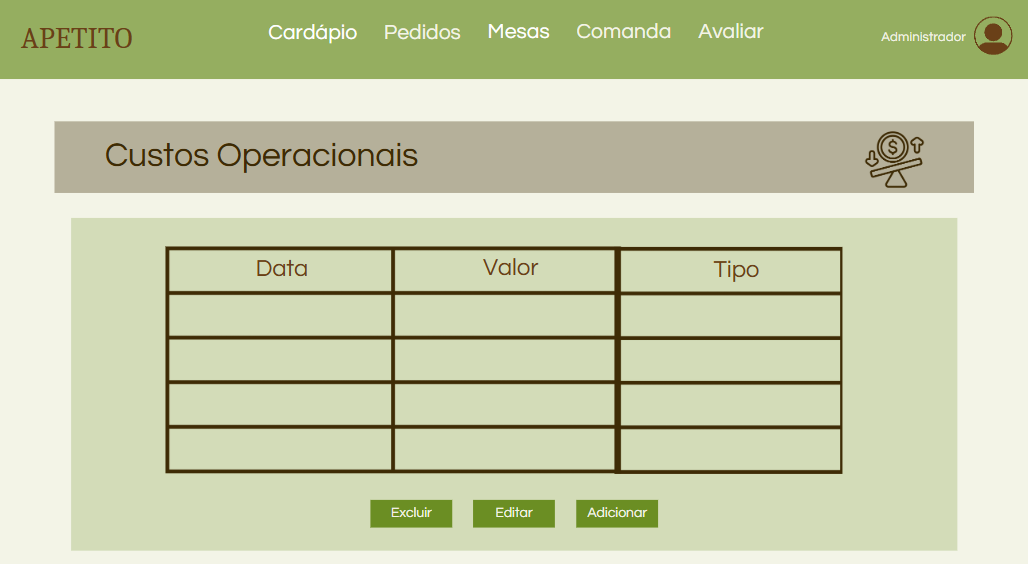 APETITO
Cardápio Pedidos Mesas Comanda Avaliar
Administrador
Custos Operacionais
$
Data Valor Tipo
Excluir Editar Adicionar